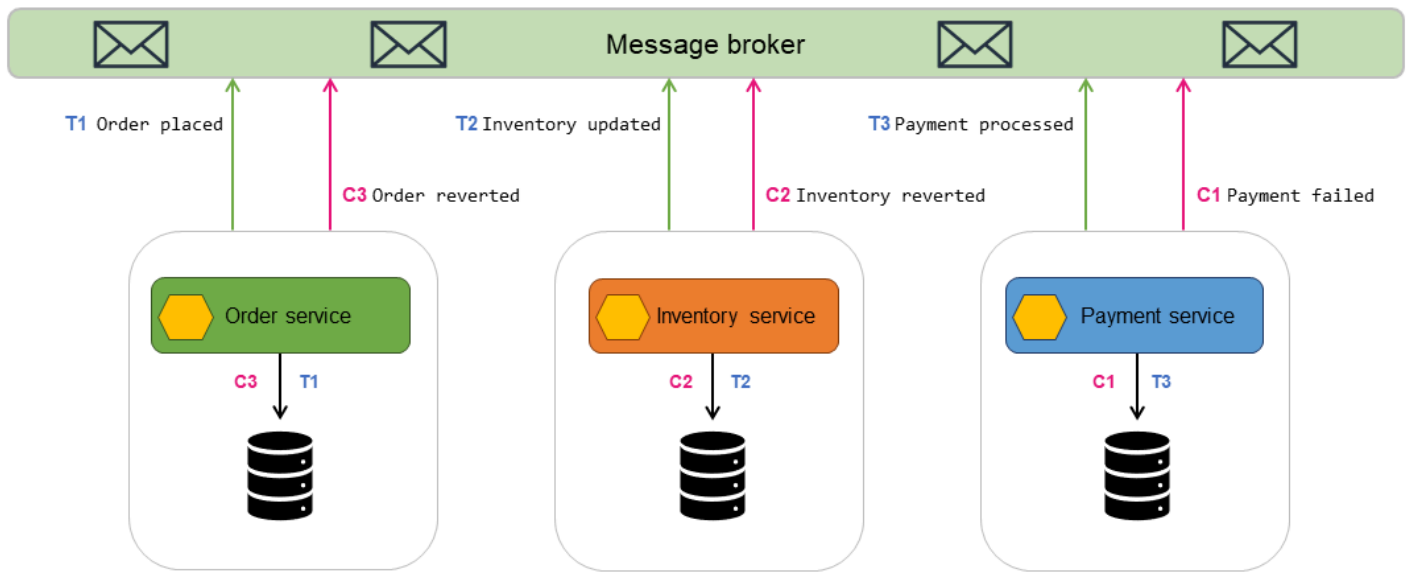 Message broker
T1 Order placed
T2 Inventory updated
T3 Payment processed
C3 Order reverted
C2 Inventory reverted
C1 Payment failed
Order service
Inventory service
Payment service
C3 T1
C2 T2
C1 T3